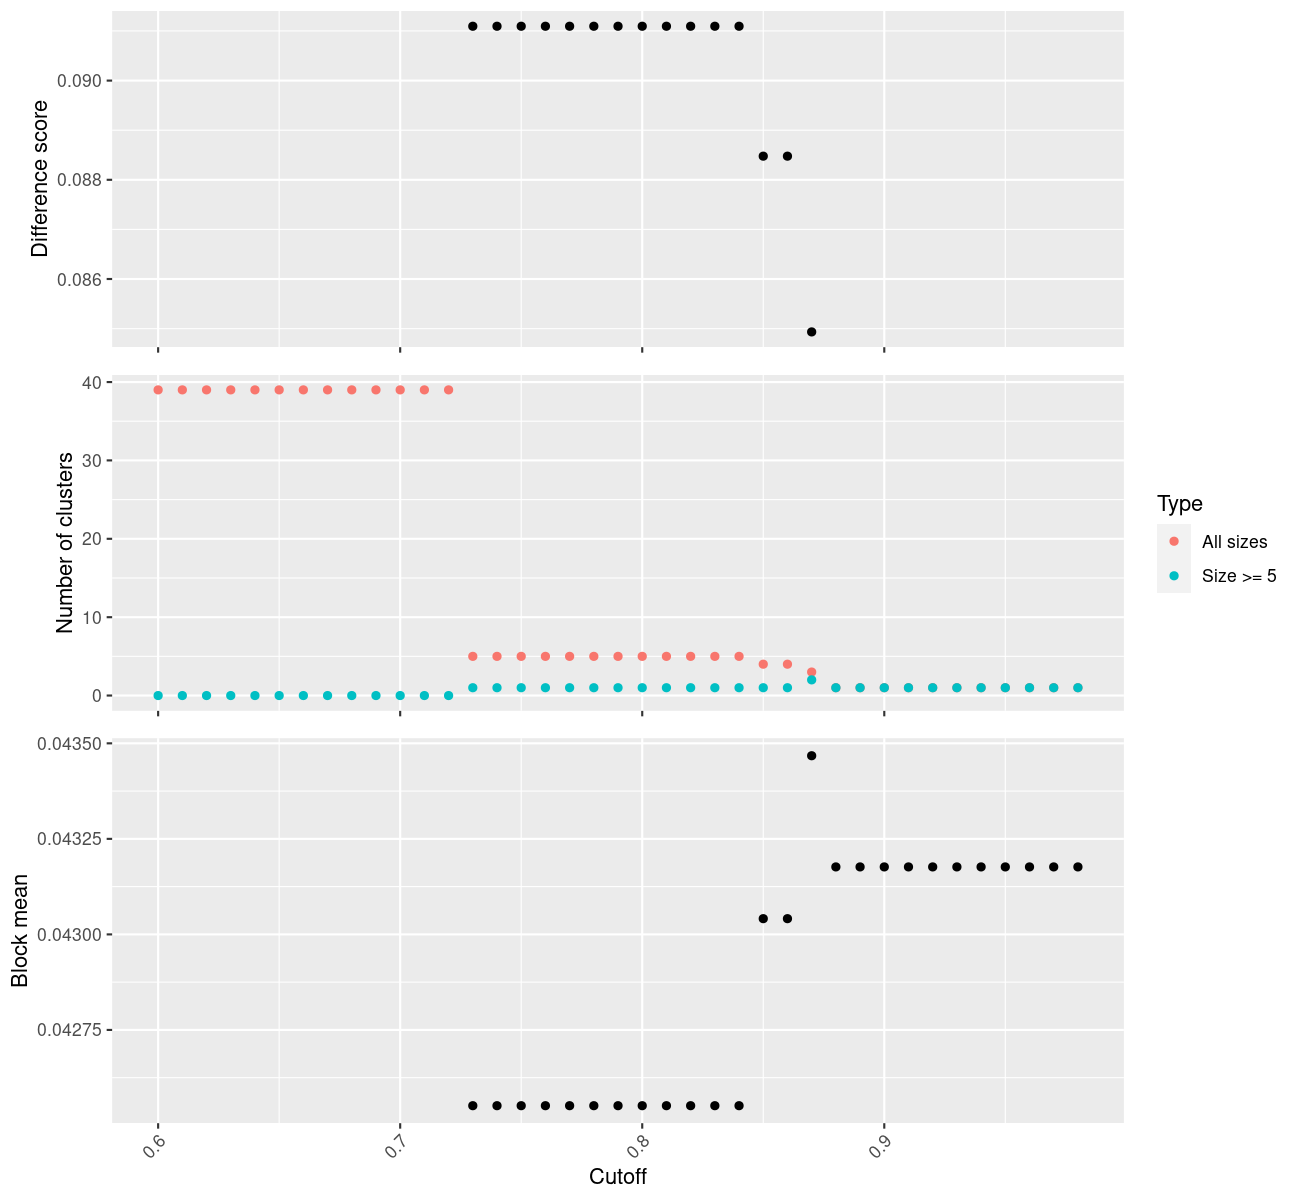 Difference score
0.090
0.088
0.086
Number of clusters
40
30
20
10
0
Type
All sizes
Size >= 5
Block mean
0.04350
0.04325
0.04300
0.04275
0.6 0.7 0.8 0.9
Cutoff